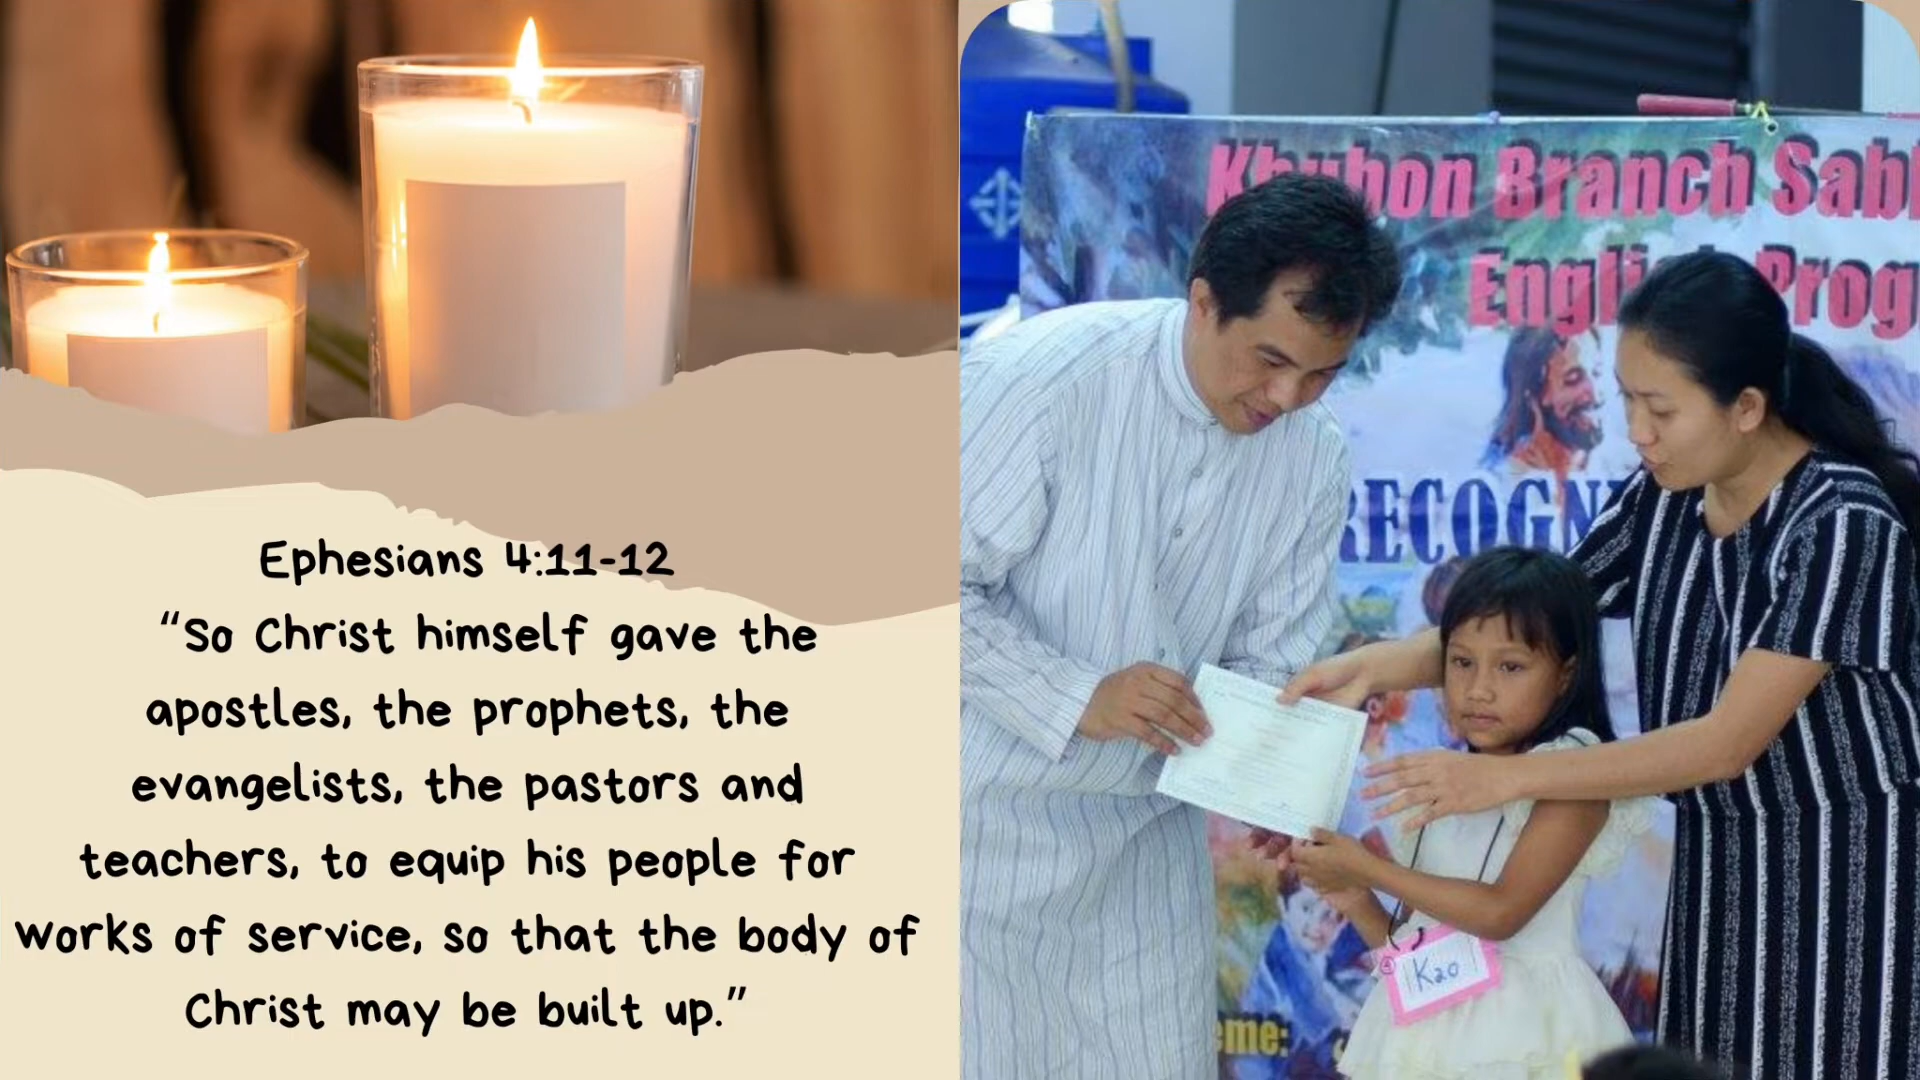 Ephesians 4:11-12
“So Christ himself gave the
apostles, the prophets, the
evangelists, the pastors and
teachers, to equip his people for
works of service, so that the body of
Christ may be built up.”
Branch
RECOGN
Kao